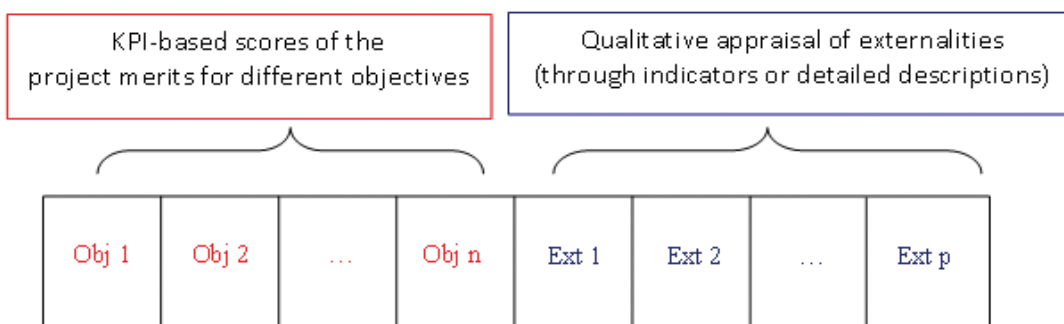 KPI-based scores of the
project merits for different objectives
Qualitative appraisal of externalities
(through indicators or detailed descriptions)
Obj 1
Obj 2
...
Obj n
Ext 1
Ext 2
...
Ext p